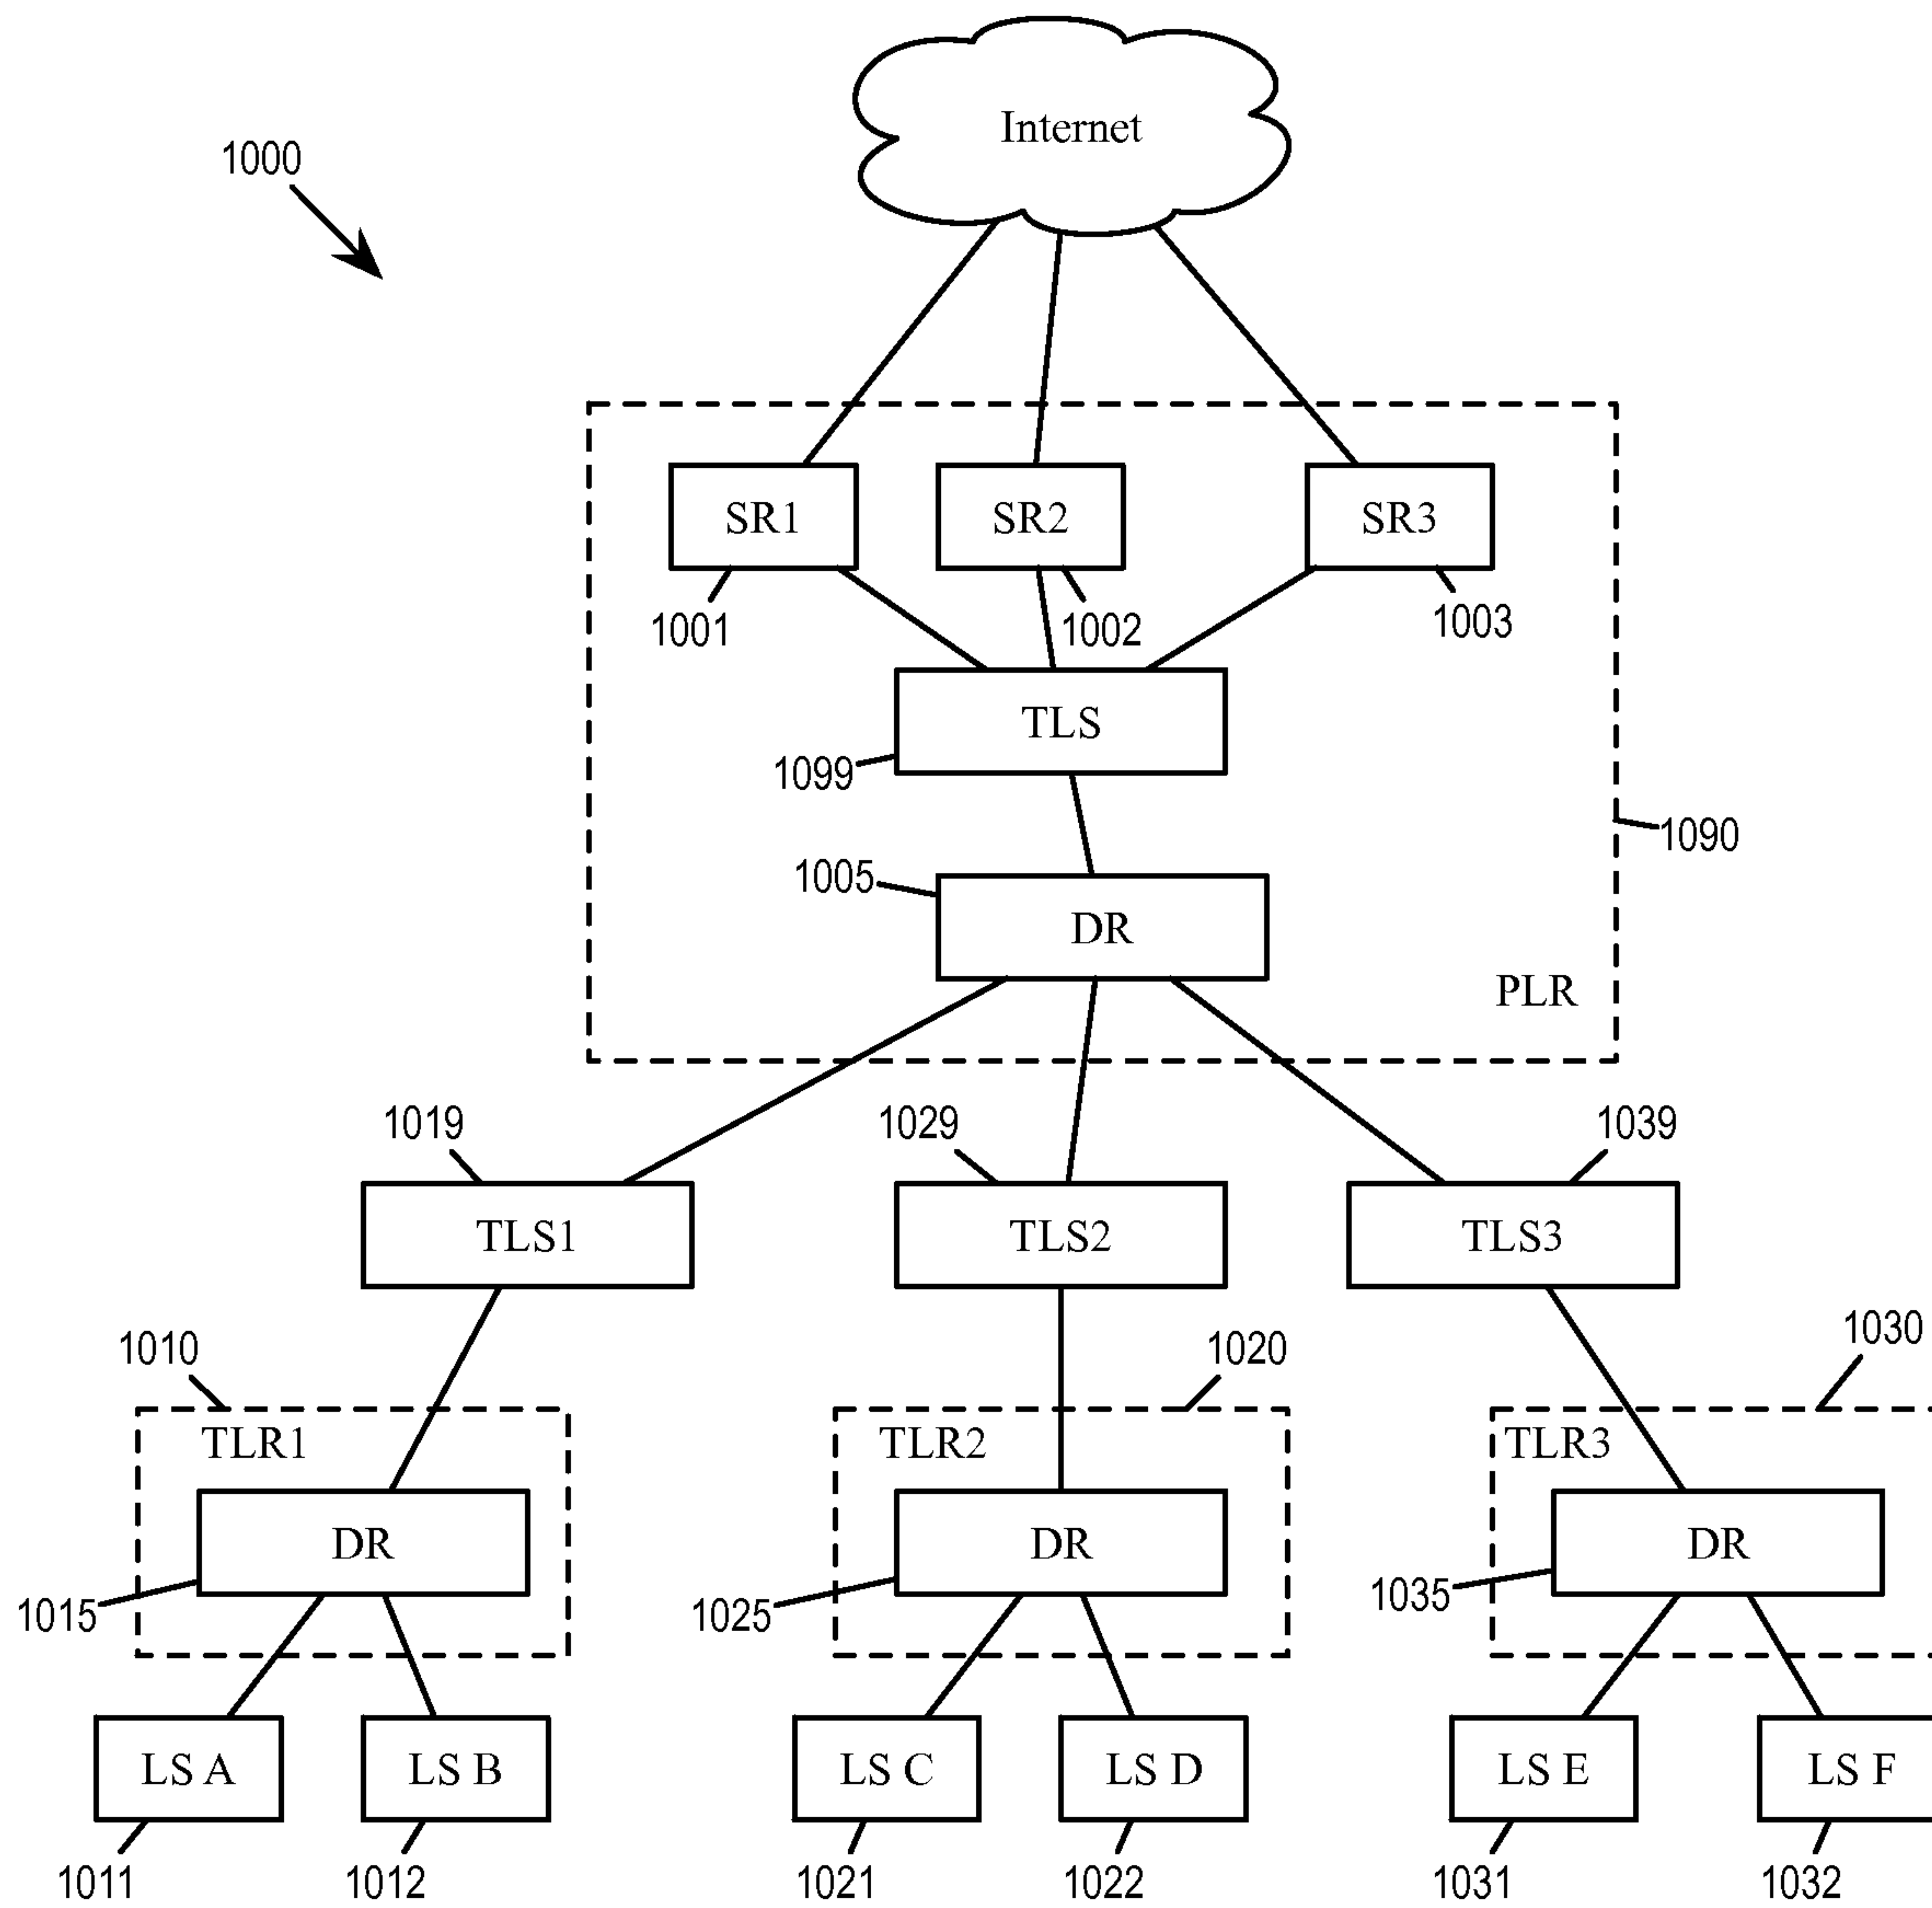 Internet
1000
SR1
SR2
SR3
1001
1002
1003
TLS
1099
1090
1005
DR
PLR
1019
1029
1039
TLS1
TLS2
TLS3
1010
1020
1030
TLR1
TLR2
TLR3
DR
DR
DR
1015
1025
1035
LS A
LS B
LS C
LS D
LS E
LS F
1011
1012
1021
1022
1031
1032